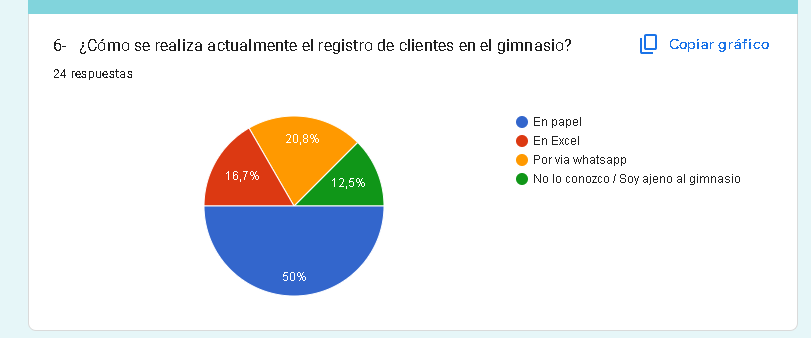 6- ¿Cómo se realiza actualmente el registro de clientes en el gimnasio?
Copiar gráfico
24 respuestas
20,8%
16,7%
12,5%
50%
En papel
En Excel
Por via whatsapp
No lo conozco / Soy ajeno al gimnasio